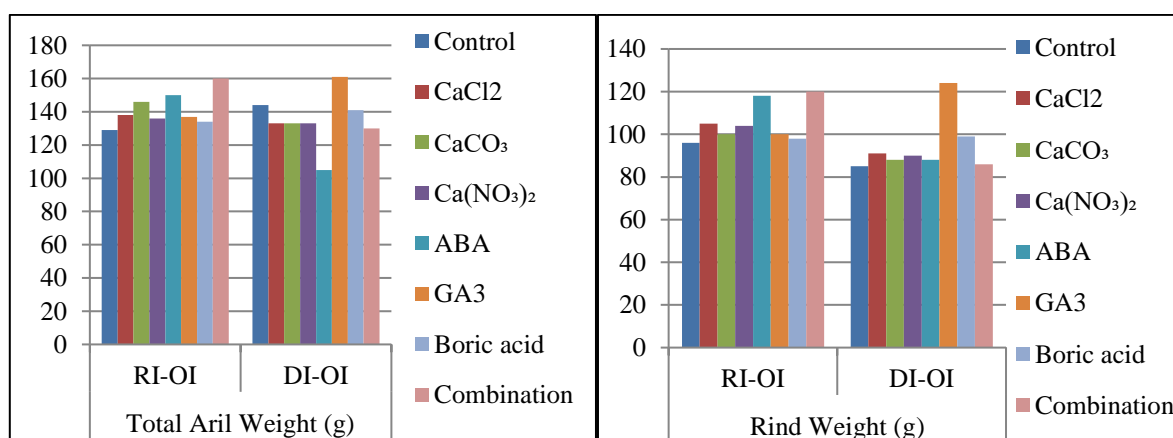 180
160
140
120
100
80
60
40
20
0
RI-OI
DI-OI
Total Aril Weight (g)
Control
CaCl2
CaCO₃
Ca(NO₃)₂
ABA
GA3
Boric acid
Combination
140
120
100
80
60
40
20
0
RI-OI
DI-OI
Rind Weight (g)
Control
CaCl2
CaCO₃
Ca(NO₃)₂
ABA
GA3
Boric acid
Combination